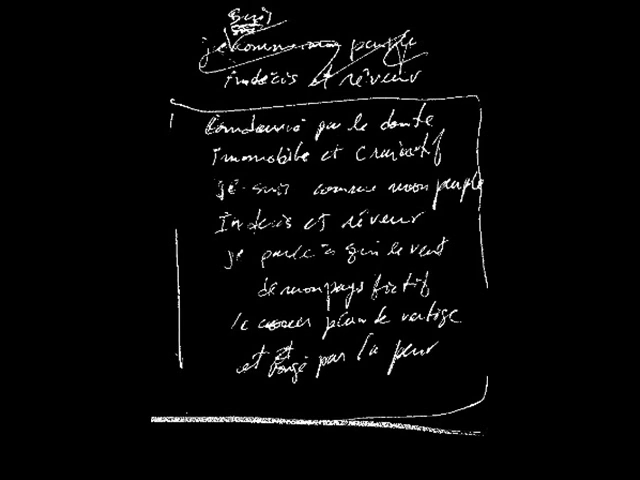 suis
je comme mon peuple
indécis et rêveur
Condamné par le doute
Immobile et craintif
je suis comme mon peuple
Indécis et rêveur
je parle à qui le veut
de mon pays fictif
le coeur plein de vertige
et rongé par la peur